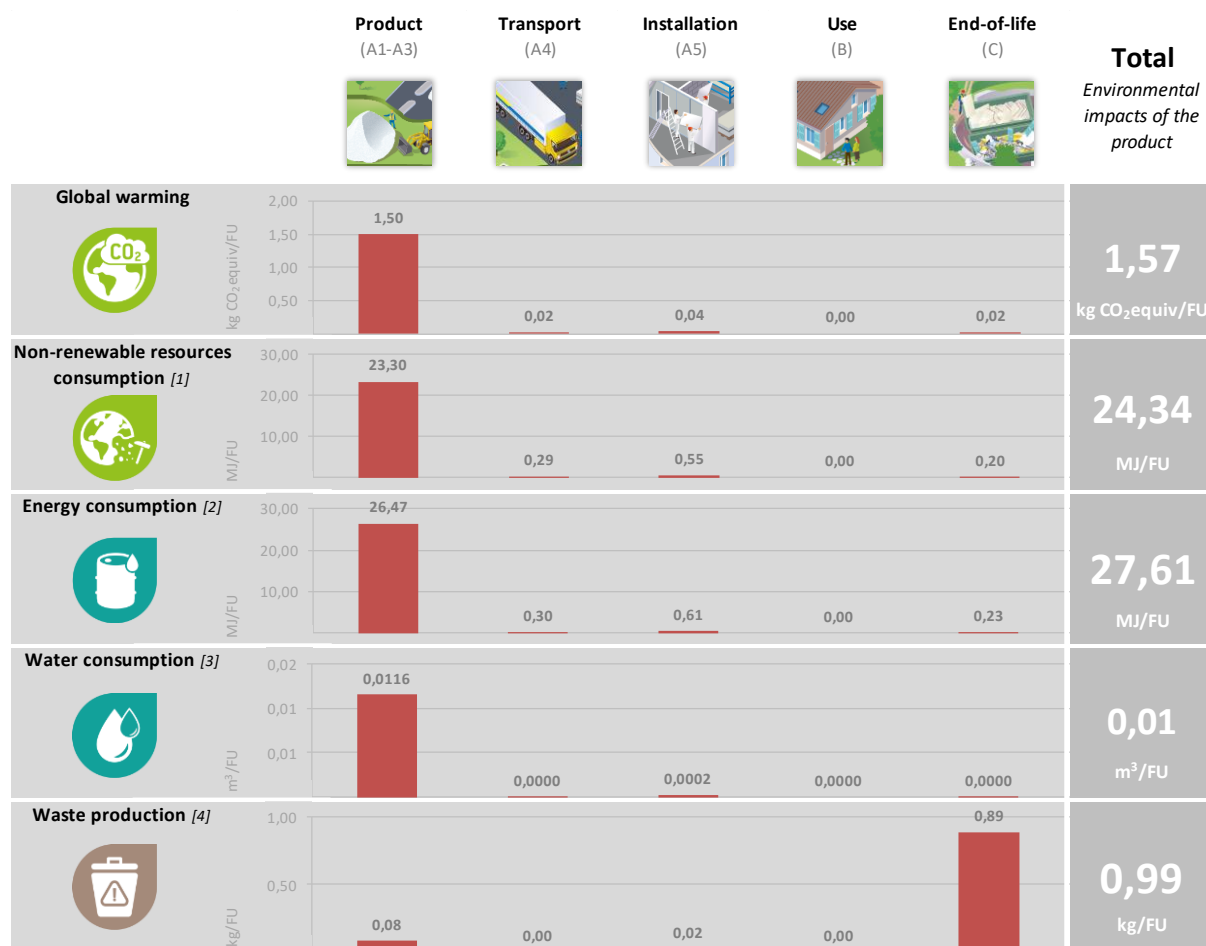 Product
(A1-A3)
Transport
(A4)
Installation
(A5)
Use
(B)
End-of-life
(C)
Total
Environmental
impacts of the
product
Global warming
CO2
kg CO2equiv/FU
2,00
1,50
1,00
0,50
1,50
0,02
0,04
0,00
0,02
1,57
kg CO2equiv/FU
Non-renewable resources
consumption [1]
MJ/FU
30,00
20,00
10,00
23,30
0,29
0,55
0,00
0,20
24,34
MJ/FU
Energy consumption [2]
MJ/FU
30,00
20,00
10,00
26,47
0,30
0,61
0,00
0,23
27,61
MJ/FU
Water consumption [3]
m3/FU
0,02
0,01
0,01
0,0116
0,0000
0,0002
0,0000
0,0000
0,01
m3/FU
Waste production [4]
kg/FU
1,00
0,50
0,08
0,00
0,02
0,00
0,89
0,99
kg/FU